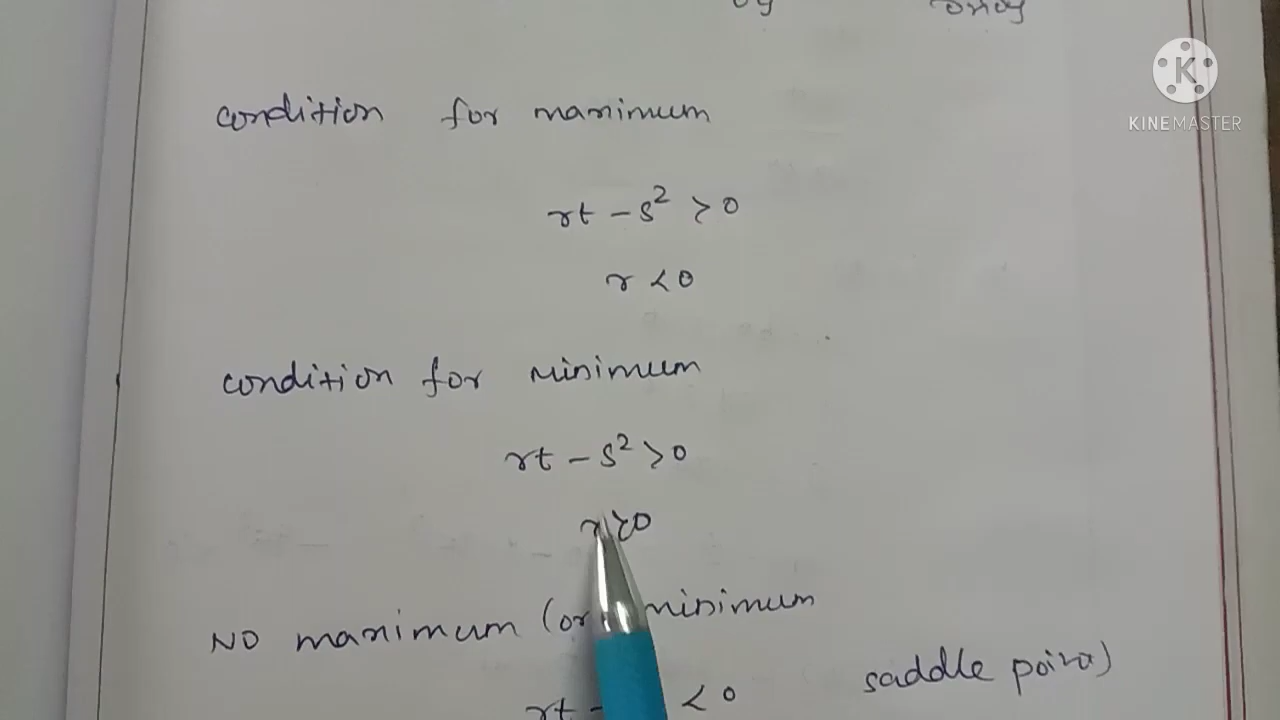 condition for maximum
rt - s² > 0
r < 0
condition for minimum
rt - s² > 0
r > 0
NO maximum (or minimum
saddle point)
rt - < 0
K
KINEMASTER